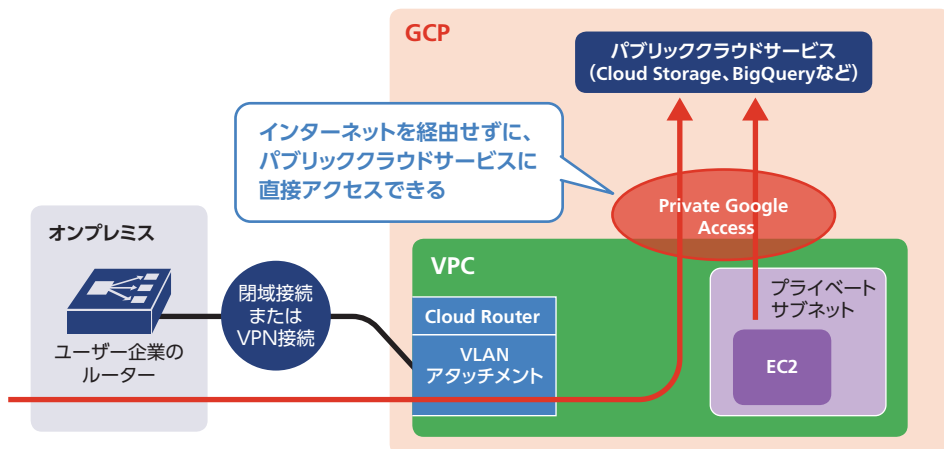 GCP
パブリッククラウドサービス
（Cloud Storage、BigQueryなど）
インターネットを経由せずに、
パブリッククラウドサービスに
直接アクセスできる
Private Google
Access
オンプレミス
ユーザー企業の
ルーター
閉域接続
または
VPN接続
VPC
Cloud Router
VLAN
アタッチメント
プライベート
サブネット
EC2